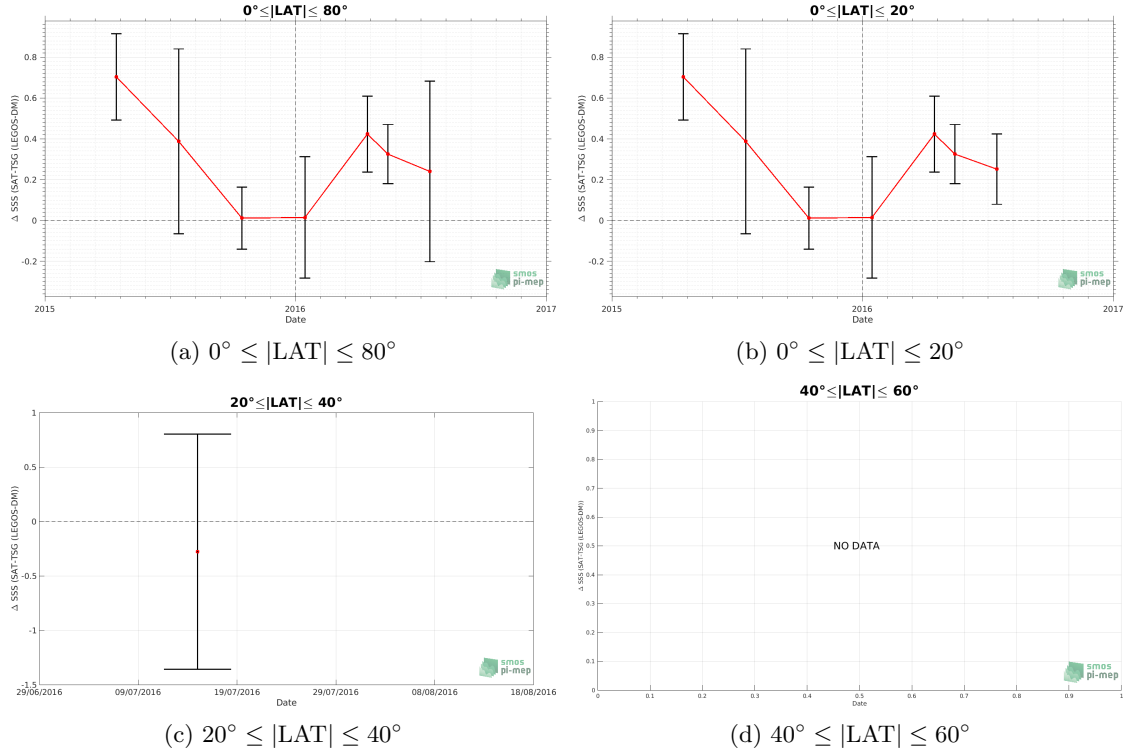 0°≤|LAT|≤ 80°
Δ SSS (SAT-TSG (LEGOS-DM))
0.8
0.6
0.4
0.2
0
-0.2
2015
2016
2017
Date
smos
pi-mep
(a) 0° ≤ |LAT| ≤ 80°
0°≤|LAT|≤ 20°
Δ SSS (SAT-TSG (LEGOS-DM))
0.8
0.6
0.4
0.2
0
-0.2
2015
2016
2017
Date
smos
pi-mep
(b) 0° ≤ |LAT| ≤ 20°
20°≤|LAT|≤ 40°
Δ SSS (SAT-TSG (LEGOS-DM))
1
0.5
0
-0.5
-1
-1.5
29/06/2016
09/07/2016
19/07/2016
29/07/2016
08/08/2016
18/08/2016
Date
smos
pi-mep
(c) 20° ≤ |LAT| ≤ 40°
40°≤|LAT|≤ 60°
Δ SSS (SAT-TSG (LEGOS-DM))
1
0.9
0.8
0.7
0.6
0.5
0.4
0.3
0.2
0.1
0
NO DATA
0
0.1
0.2
0.3
0.4
0.5
0.6
0.7
0.8
0.9
1
Date
smos
pi-mep
(d) 40° ≤ |LAT| ≤ 60°